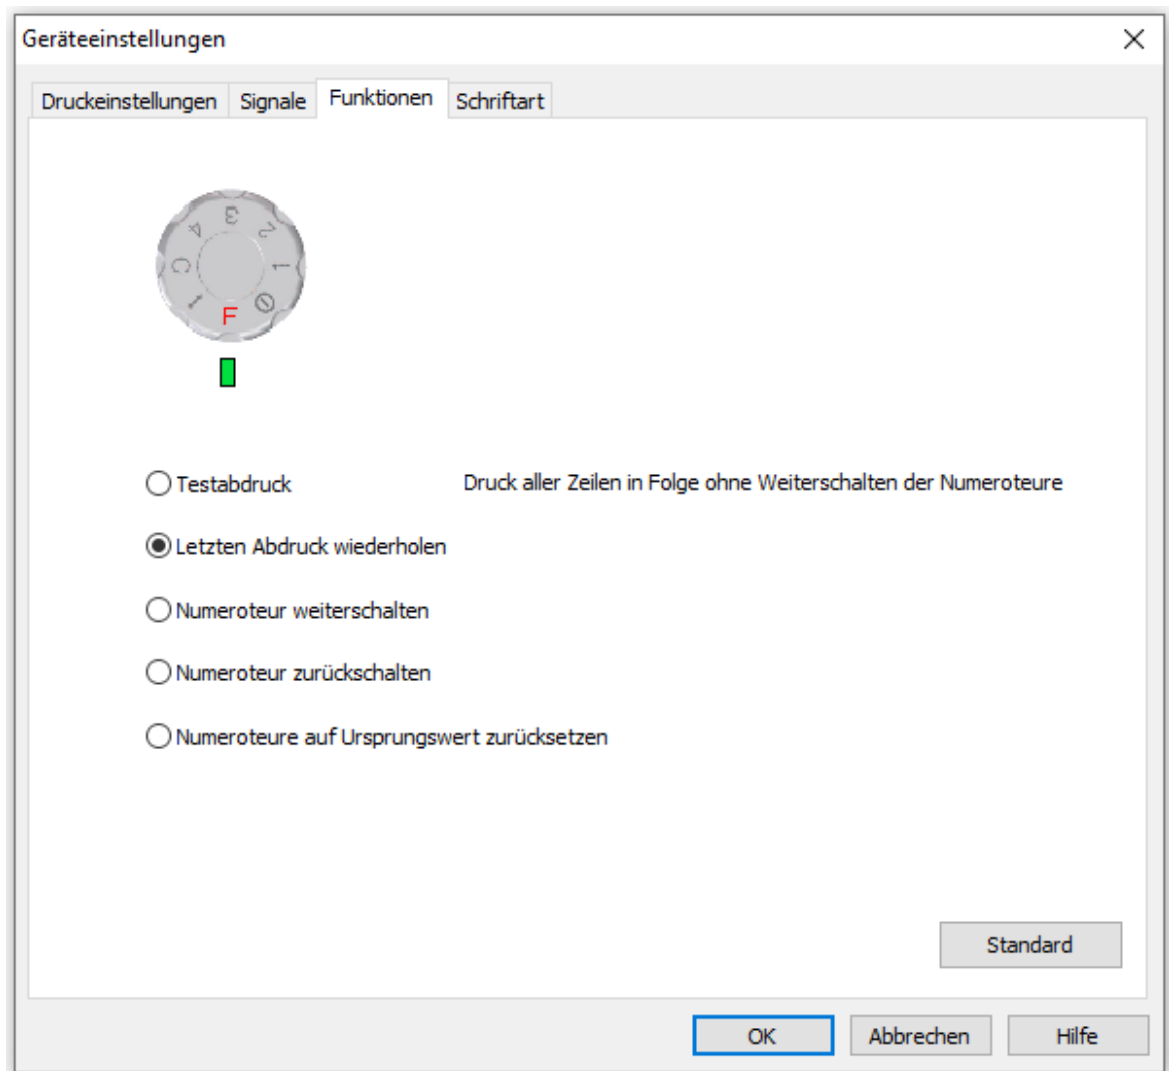 Geräteeinstellungen
Druckeinstellungen Signale Funktionen Schriftart
3
4 2
C 1
F
Testabdruck Druck aller Zeilen in Folge ohne Weiterschalten der Numeroteure
Letzten Abdruck wiederholen
Numeroteur weiterschalten
Numeroteur zurückschalten
Numeroteure auf Ursprungswert zurücksetzen
Standard
OK Abbrechen Hilfe